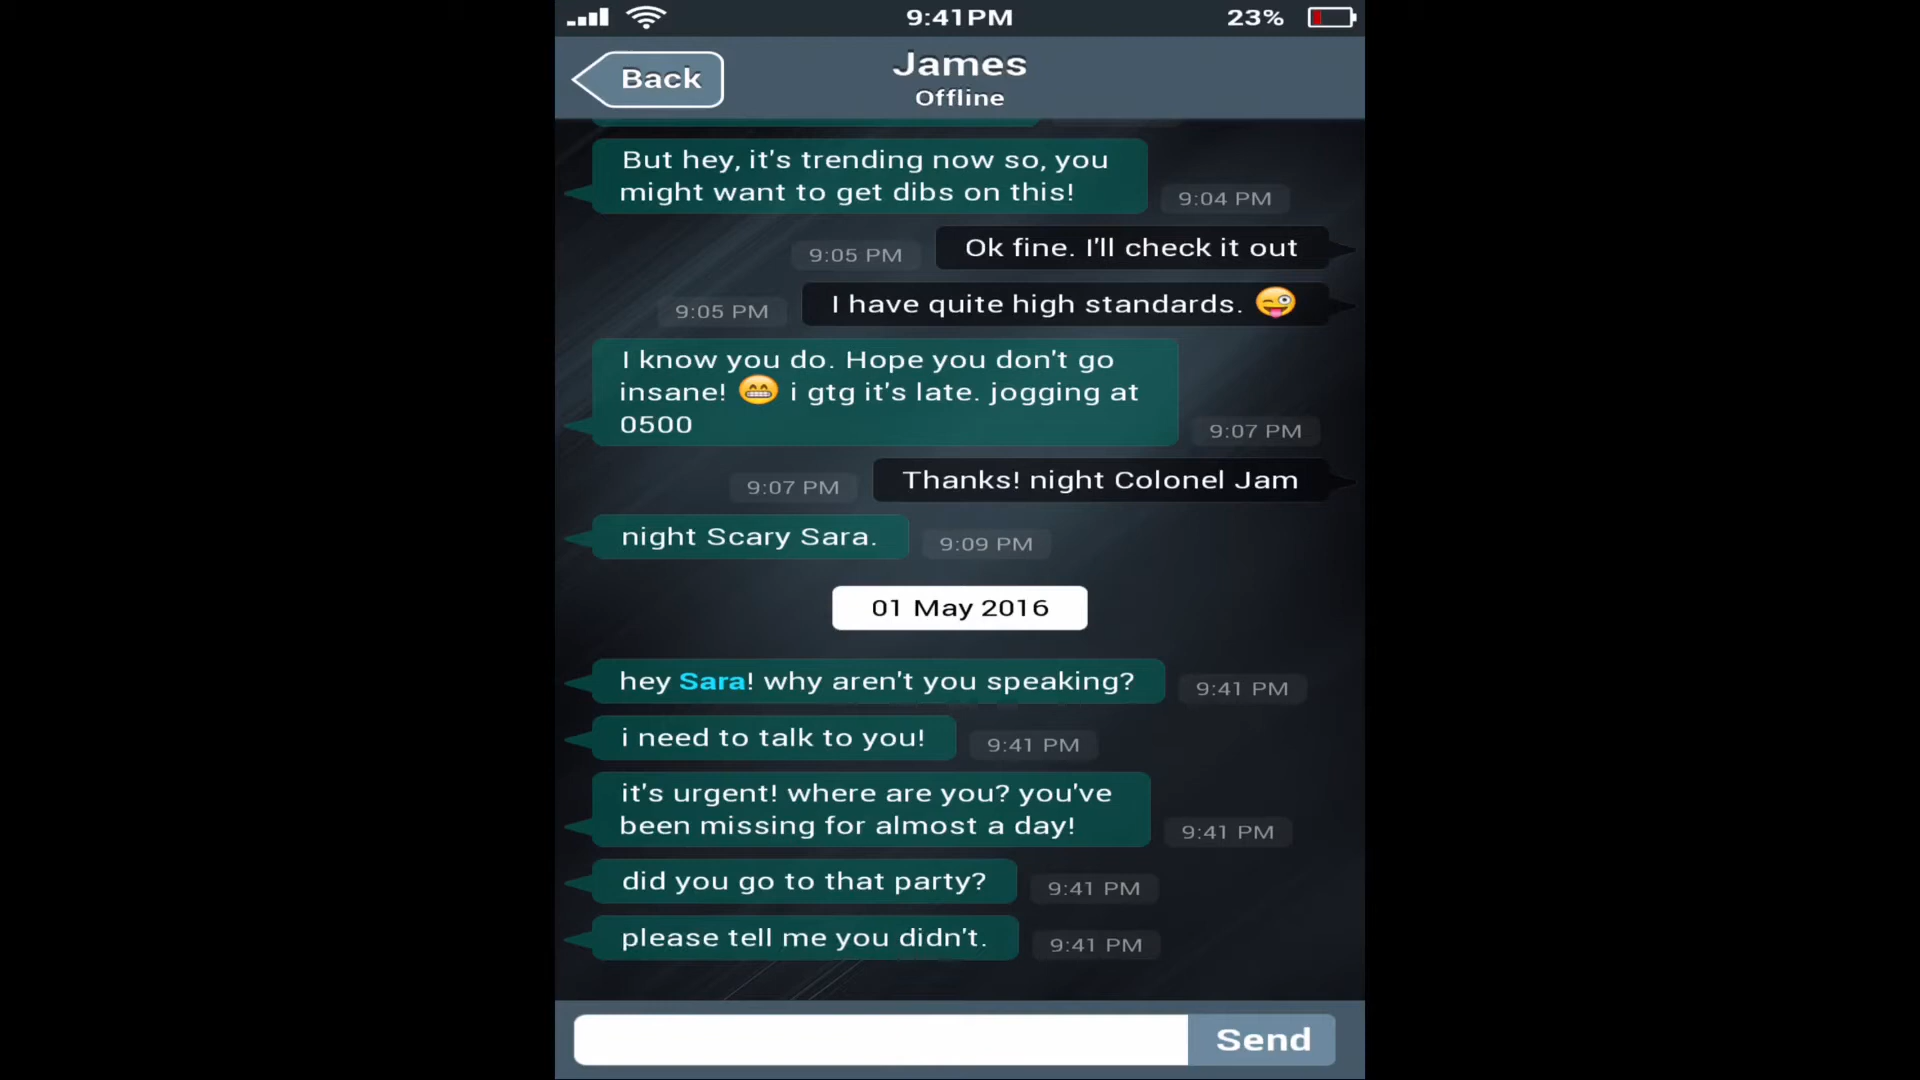 9:41PM 23%
Back
James
Offline
But hey, it's trending now so, you
might want to get dibs on this!
9:04 PM
9:05 PM
Ok fine. I'll check it out
9:05 PM
I have quite high standards. 😜
I know you do. Hope you don't go
insane! 😁 i gtg it's late. jogging at
0500
9:07 PM
9:07 PM
Thanks! night Colonel Jam
night Scary Sara.
9:09 PM
01 May 2016
hey Sara! why aren't you speaking?
9:41 PM
i need to talk to you!
9:41 PM
it's urgent! where are you? you've
been missing for almost a day!
9:41 PM
did you go to that party?
9:41 PM
please tell me you didn't.
9:41 PM
Send